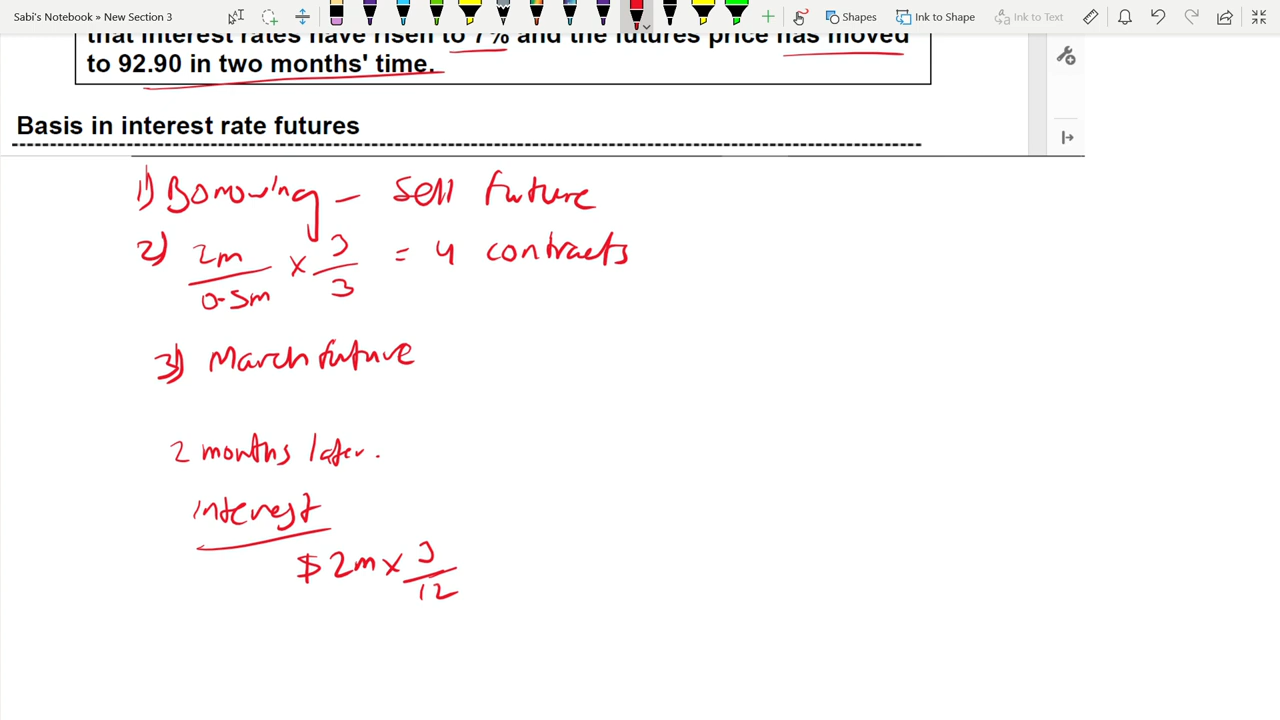 Sabi's Notebook » New Section 3
Shapes
Ink to Shape
Ink to Text
that interest rates have risen to 7% and the futures price has moved
to 92.90 in two months' time.
Basis in interest rate futures
1) Borrowing – Sell future
2) 2m/0.5m × 3/3 = 4 contracts
3) March future
2 months later.
interest
$2m × 3/12